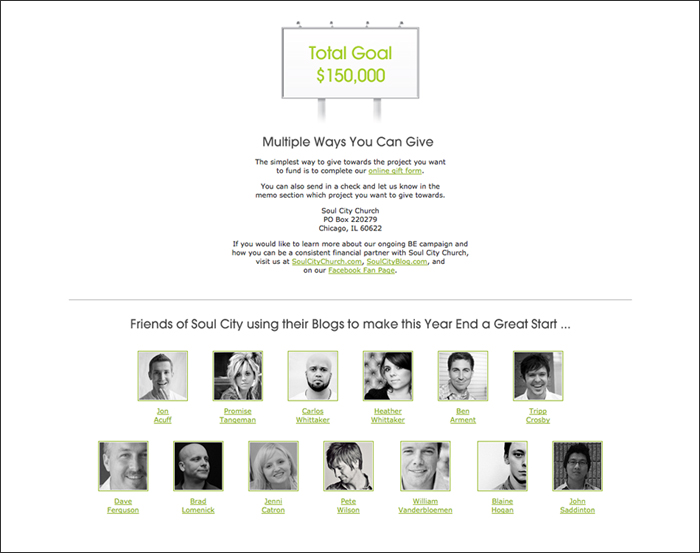 Total Goal
$150,000
Multiple Ways You Can Give
The simplest way to give towards the project you want
to fund is to complete our online gift form.
You can also send in a check and let us know in the
memo section which project you want to give towards.
Soul City Church
PO Box 220279
Chicago, IL 60622
If you would like to learn more about our ongoing BE campaign and
how you can be a consistent financial partner with Soul City Church,
visit us at SoulCityChurch.com, SoulCityBlog.com, and
on our Facebook Fan Page.
Friends of Soul City using their Blogs to make this Year End a Great Start ...
Jon
Acuff
Promise
Tangeman
Carlos
Whittaker
Heather
Whittaker
Ben
Arment
Tripp
Crosby
Dave
Ferguson
Brad
Lomenick
Jenni
Catron
Pete
Wilson
William
Vanderbloemen
Blaine
Hogan
John
Saddinton